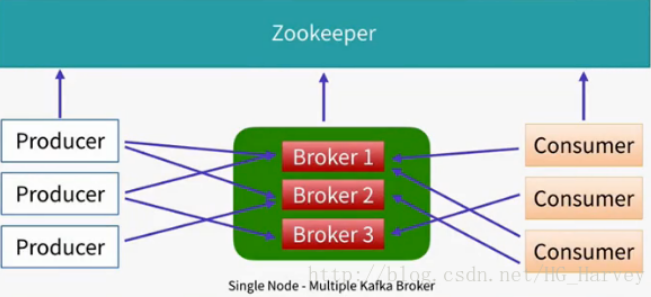 Zookeeper
Producer
Broker 1
Consumer
Producer
Broker 2
Consumer
Producer
Broker 3
Consumer
Single Node - Multiple Kafka Broker
http://blog.csdn.net/HG_Harvey